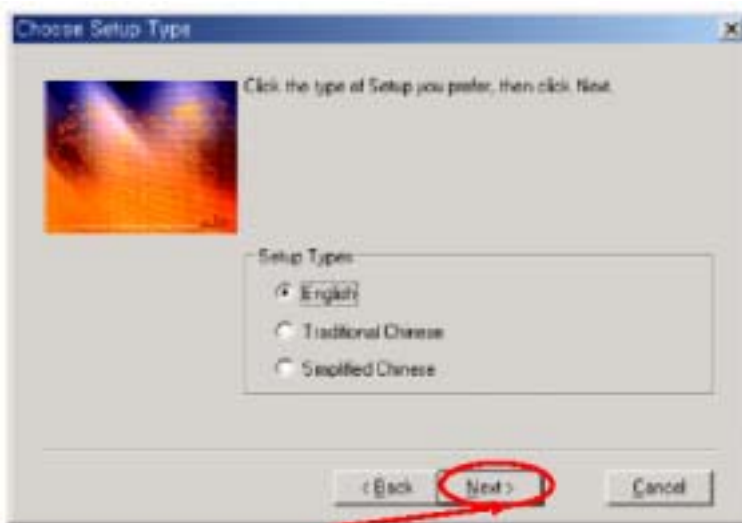 Choose Setup Type
Click the type of Setup you prefer, then click Next.
Setup Types
English
Traditional Chinese
Simplified Chinese
< Back
Next >
Cancel